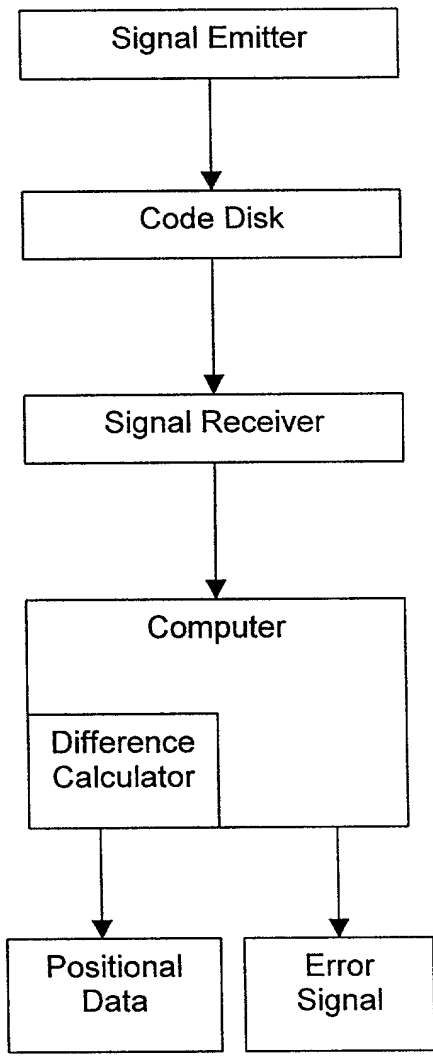 Signal Emitter
Code Disk
Signal Receiver
Computer
Difference
Calculator
Positional
Data
Error
Signal